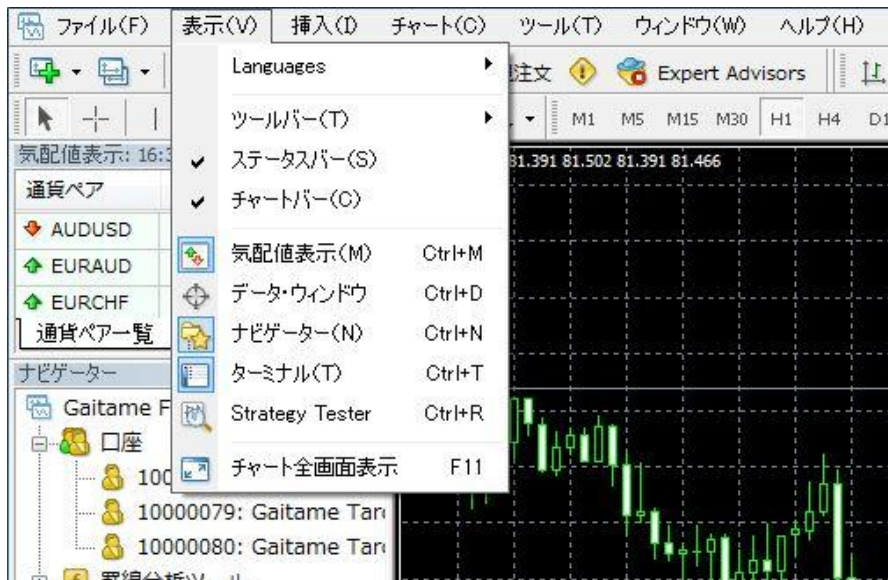 ファイル(F) 表示(V) 挿入(I) チャート(C) ツール(T) ウィンドウ(W) ヘルプ(H)
Languages
注文 Expert Advisors
ツールバー(T)
M1 M5 M15 M30 H1 H4 D1
気配値表示: 16:3
ステータスバー(S)
81.391 81.502 81.391 81.466
通貨ペア
チャートバー(C)
AUDUSD
気配値表示(M) Ctrl+M
EURAUD
データ・ウィンドウ Ctrl+D
EURCHF
通貨ペア一覧
ナビゲーター(N) Ctrl+N
ナビゲーター
ターミナル(T) Ctrl+T
Gaitame F
Strategy Tester Ctrl+R
口座
チャート全画面表示 F11
100
10000079: Gaitame Tar
10000080: Gaitame Tar